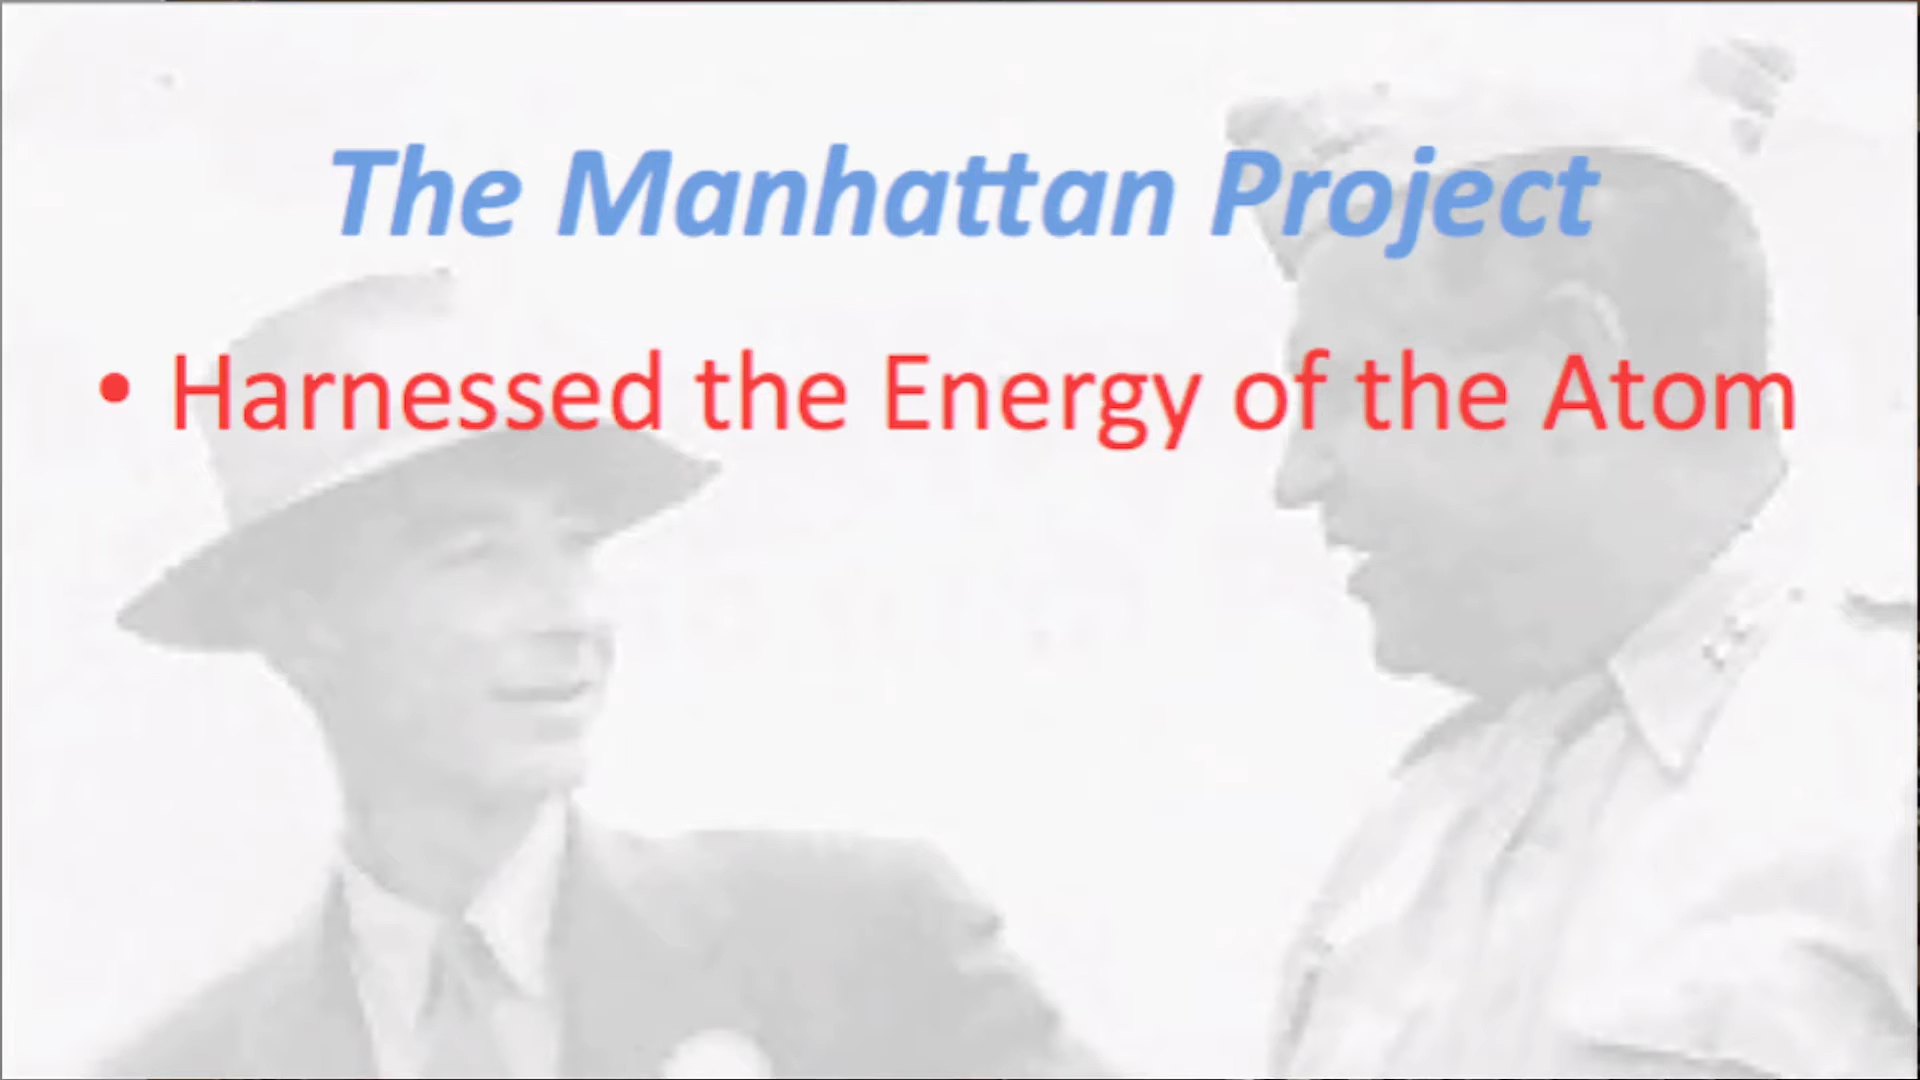 The Manhattan Project
• Harnessed the Energy of the Atom